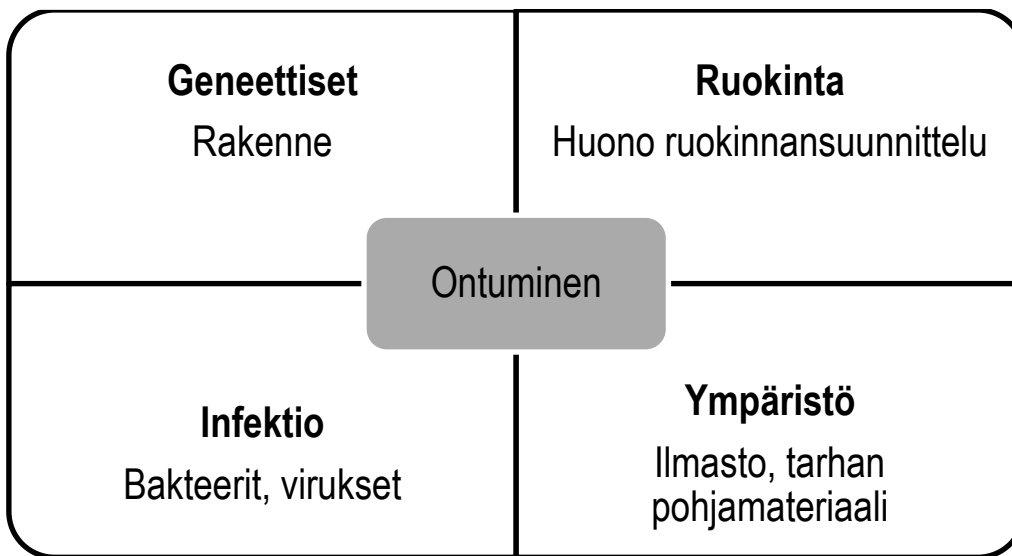 Geneettiset
Rakenne
Ruokinta
Huono ruokinnansuunnittelu
Ontuminen
Infektio
Bakteerit, virukset
Ympäristö
Ilmasto, tarhan
pohjamateriaali